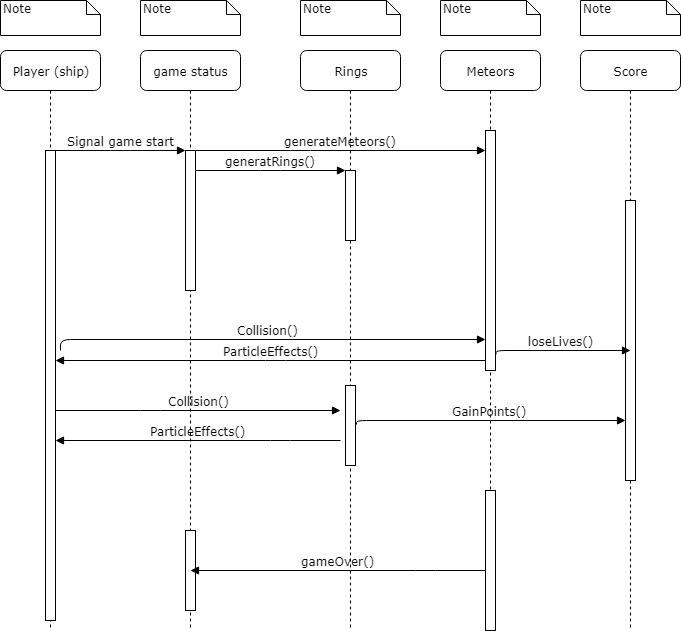 Note
Note
Note
Note
Note
Player (ship)
game status
Rings
Meteors
Score
Signal game start
generateMeteors()
generatRings()
Collision()
loseLives()
ParticleEffects()
Collision()
GainPoints()
ParticleEffects()
gameOver()